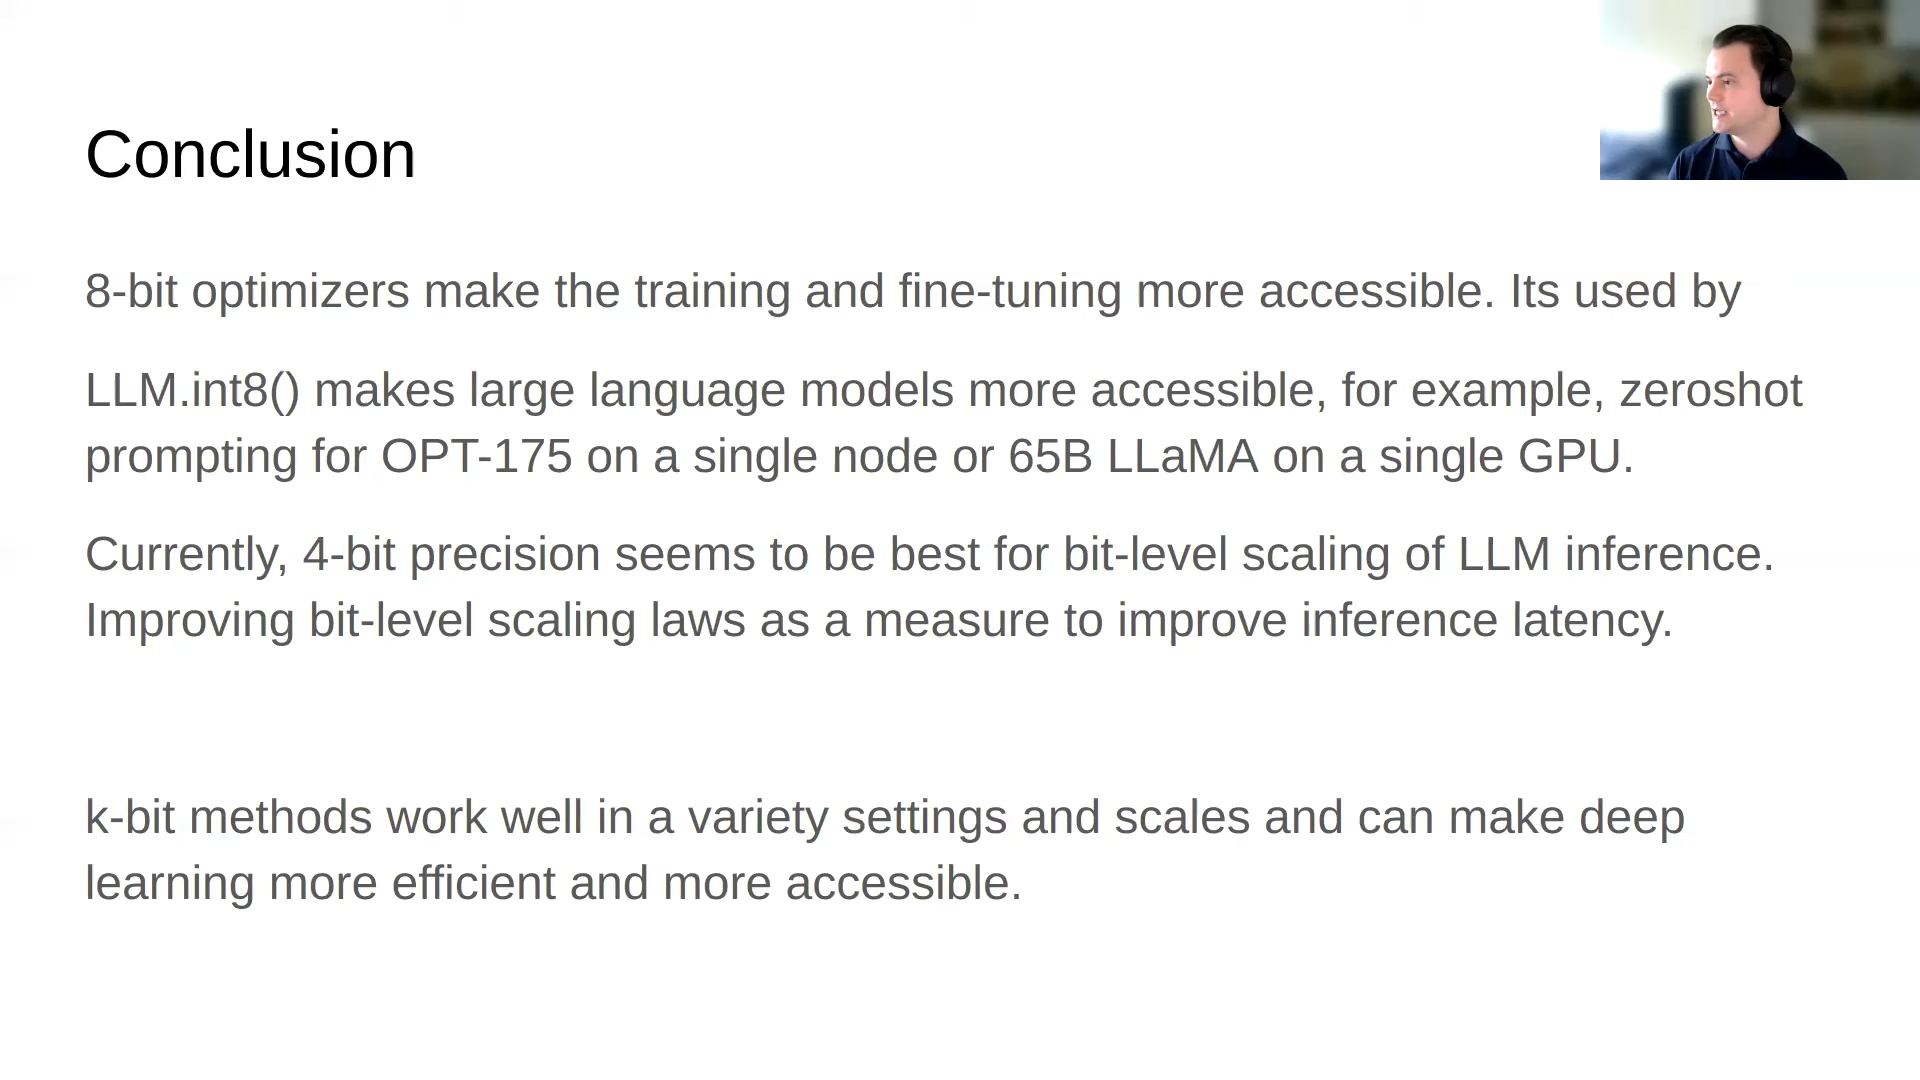 Conclusion
8-bit optimizers make the training and fine-tuning more accessible. Its used by
LLM.int8() makes large language models more accessible, for example, zeroshot
prompting for OPT-175 on a single node or 65B LLaMA on a single GPU.
Currently, 4-bit precision seems to be best for bit-level scaling of LLM inference.
Improving bit-level scaling laws as a measure to improve inference latency.
k-bit methods work well in a variety settings and scales and can make deep
learning more efficient and more accessible.